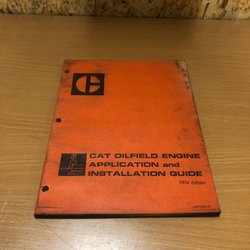 CAT OILFIELD ENGINE
APPLICATION and
INSTALLATION GUIDE
1974 Edition